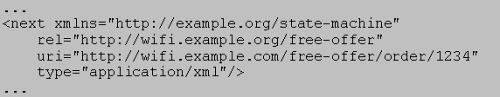 ...
<next xmlns="http://example.org/state-machine"
rel="http://wifi.example.org/free-offer"
uri="http://wifi.example.com/free-offer/order/1234"
type="application/xml"/>
...